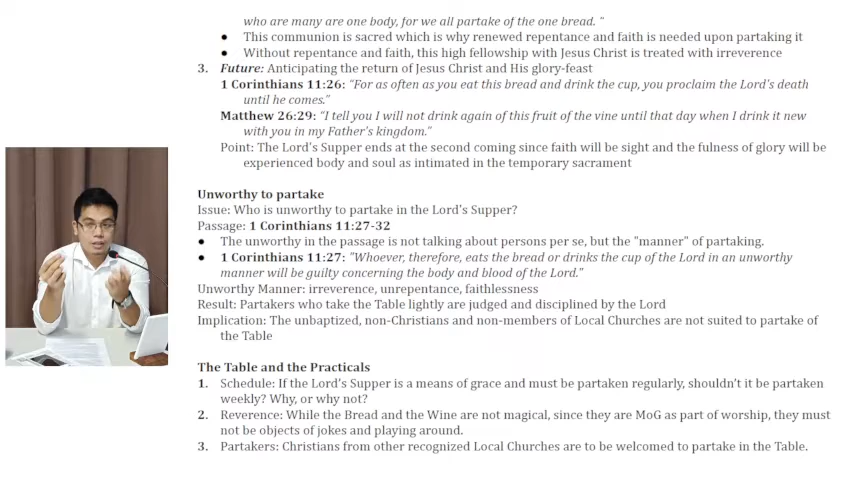 who are many are one body, for we all partake of the one bread. "
● This communion is sacred which is why renewed repentance and faith is needed upon partaking it
● Without repentance and faith, this high fellowship with Jesus Christ is treated with irreverence
3. Future: Anticipating the return of Jesus Christ and His glory-feast
1 Corinthians 11:26: "For as often as you eat this bread and drink the cup, you proclaim the Lord's death
until he comes."
Matthew 26:29: "I tell you I will not drink again of this fruit of the vine until that day when I drink it new
with you in my Father's kingdom."
Point: The Lord's Supper ends at the second coming since faith will be sight and the fulness of glory will be
experienced body and soul as intimated in the temporary sacrament
Unworthy to partake
Issue: Who is unworthy to partake in the Lord's Supper?
Passage: 1 Corinthians 11:27-32
● The unworthy in the passage is not talking about persons per se, but the "manner" of partaking.
● 1 Corinthians 11:27: "Whoever, therefore, eats the bread or drinks the cup of the Lord in an unworthy
manner will be guilty concerning the body and blood of the Lord."
Unworthy Manner: irreverence, unrepentance, faithlessness
Result: Partakers who take the Table lightly are judged and disciplined by the Lord
Implication: The unbaptized, non-Christians and non-members of Local Churches are not suited to partake of
the Table
The Table and the Practicals
1. Schedule: If the Lord's Supper is a means of grace and must be partaken regularly, shouldn't it be partaken
weekly? Why, or why not?
2. Reverence: While the Bread and the Wine are not magical, since they are MoG as part of worship, they must
not be objects of jokes and playing around.
3. Partakers: Christians from other recognized Local Churches are to be welcomed to partake in the Table.